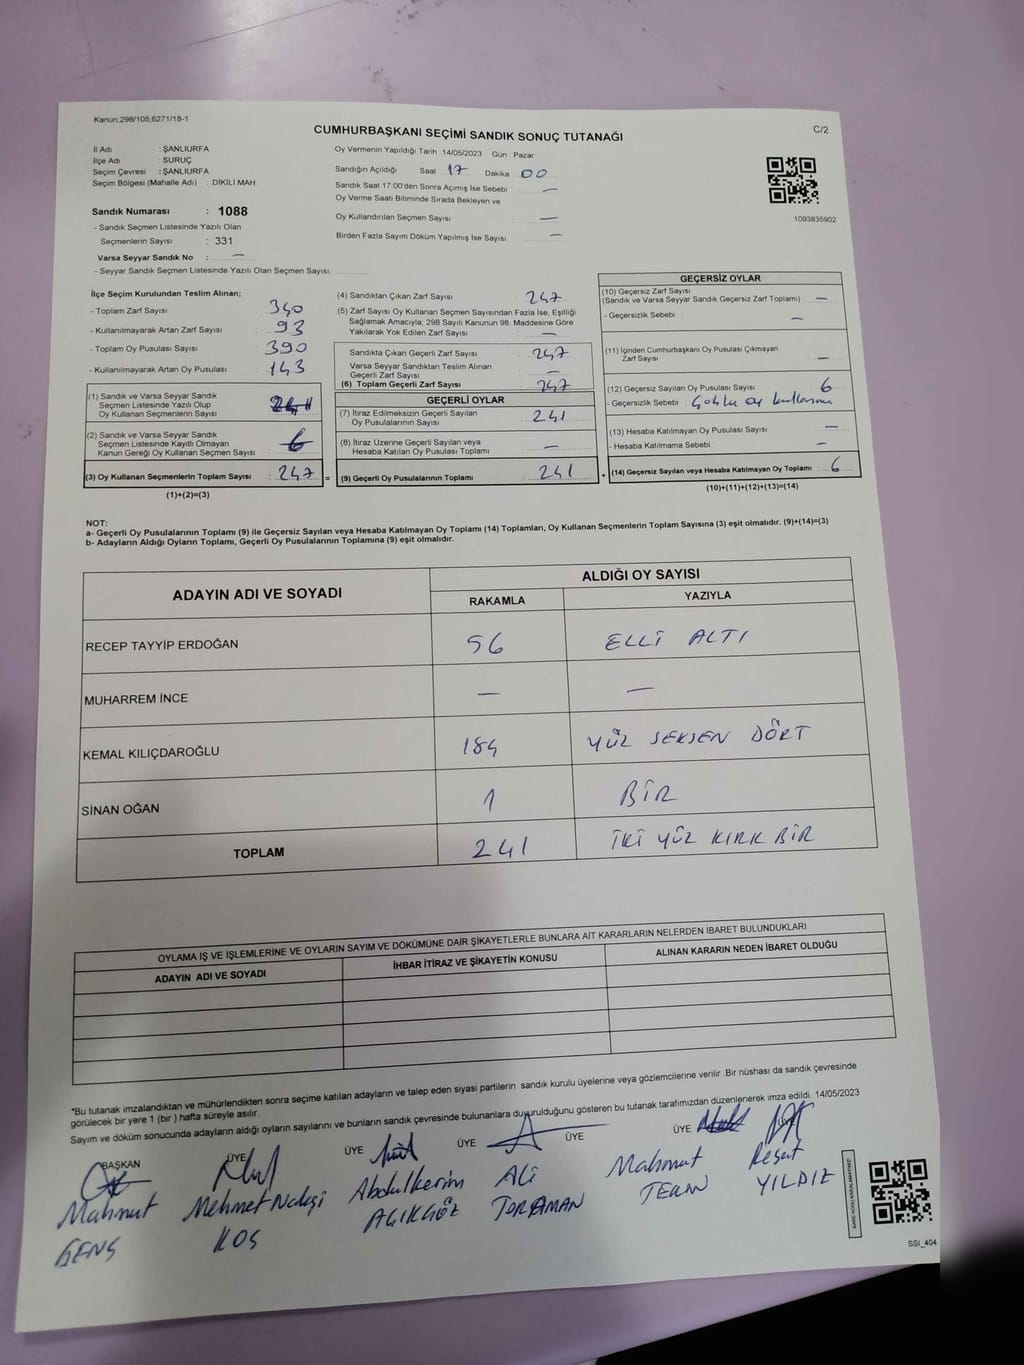 Kanun;298/105;6271/18-1
CUMHURBAŞKANI SEÇİMİ SANDIK SONUÇ TUTANAĞI
C/2
İl Adı : ŞANLIURFA
İlçe Adı : SURUÇ
Seçim Çevresi : ŞANLIURFA
Seçim Bölgesi (Mahalle Adı) : DİKİLİ MAH
Sandık Numarası : 1088
- Sandık Seçmen Listesinde Yazılı Olan
Seçmenlerin Sayısı : 331
Varsa Seyyar Sandık No : —
- Seyyar Sandık Seçmen Listesinde Yazılı Olan Seçmen Sayısı:
Oy Vermenin Yapıldığı Tarih :14/05/2023 Gün : Pazar
Sandığın Açıldığı Saat 17 Dakika 00
Sandık Saat 17:00'den Sonra Açımış İse Sebebi : —
Oy Verme Saati Bitiminde Sırada Bekleyen ve
Oy Kullandırılan Seçmen Sayısı : —
Birden Fazla Sayım Döküm Yapılmış İse Sayısı : —
1093835902
İlçe Seçim Kurulundan Teslim Alınan;
- Toplam Zarf Sayısı : 340
- Kullanılmayarak Artan Zarf Sayısı : 93
- Toplam Oy Pusulası Sayısı : 390
- Kullanılmayarak Artan Oy Pusulası : 143
(1) Sandık ve Varsa Seyyar Sandık
Seçmen Listesinde Yazılı Olup
Oy Kullanan Seçmenlerin Sayısı :
(2) Sandık ve Varsa Seyyar Sandık
Seçmen Listesinde Kayıtlı Olmayan
Kanun Gereği Oy Kullanan Seçmen Sayısı : 6
(3) Oy Kullanan Seçmenlerin Toplam Sayısı : 247 =
(1)+(2)=(3)
(4) Sandıktan Çıkan Zarf Sayısı : 247
(5) Zarf Sayısı Oy Kullanan Seçmen Sayısından Fazla İse, Eşitliği
Sağlamak Amacıyla, 298 Sayılı Kanunun 98. Maddesine Göre
Yakılarak Yok Edilen Zarf Sayısı : —
Sandıkta Çıkan Geçerli Zarf Sayısı : 247
Varsa Seyyar Sandıktan Teslim Alınan
Geçerli Zarf Sayısı : —
(6) Toplam Geçerli Zarf Sayısı : 247
GEÇERLİ OYLAR
(7) İtiraz Edilmeksizin Geçerli Sayılan
Oy Pusulalarının Sayısı : 241
(8) İtiraz Üzerine Geçerli Sayılan veya
Hesaba Katılan Oy Pusulası Toplamı : —
(9) Geçerli Oy Pusulalarının Toplamı : 241 +
GEÇERSİZ OYLAR
(10) Geçersiz Zarf Sayısı
(Sandık ve Varsa Seyyar Sandık Geçersiz Zarf Toplamı) : —
- Geçersizlik Sebebi : —
(11) İçinden Cumhurbaşkanı Oy Pusulası Çıkmayan
Zarf Sayısı : —
(12) Geçersiz Sayılan Oy Pusulası Sayısı : 6
- Geçersizlik Sebebi : Çoklu oy kullanma
(13) Hesaba Katılmayan Oy Pusulası Sayısı : —
- Hesaba Katılmama Sebebi : —
(14) Geçersiz Sayılan veya Hesaba Katılmayan Oy Toplamı : 6
(10)+(11)+(12)+(13)=(14)
NOT:
a- Geçerli Oy Pusulalarının Toplamı (9) ile Geçersiz Sayılan veya Hesaba Katılmayan Oy Toplamı (14) Toplamları, Oy Kullanan Seçmenlerin Toplam Sayısına (3) eşit olmalıdır. (9)+(14)=(3)
b- Adayların Aldığı Oyların Toplamı, Geçerli Oy Pusulalarının Toplamına (9) eşit olmalıdır.
ADAYIN ADI VE SOYADI ALDIĞI OY SAYISI
RAKAMLA YAZIYLA
RECEP TAYYİP ERDOĞAN 56 ELLİ ALTI
MUHARREM İNCE — —
KEMAL KILIÇDAROĞLU 184 YÜZ SEKSEN DÖRT
SİNAN OĞAN 1 BİR
TOPLAM 241 İKİ YÜZ KIRK BİR
OYLAMA İŞ VE İŞLEMLERİNE VE OYLARIN SAYIM VE DÖKÜMÜNE DAİR ŞİKAYETLERLE BUNLARA AİT KARARLARIN NELERDEN İBARET BULUNDUKLARI
ADAYIN ADI VE SOYADI İHBAR İTİRAZ VE ŞİKAYETİN KONUSU ALINAN KARARIN NEDEN İBARET OLDUĞU
*Bu tutanak imzalandıktan ve mühürlendikten sonra seçime katılan adayların ve talep eden siyasi partilerin sandık kurulu üyelerine veya gözlemcilerine verilir .Bir nüshası da sandık çevresinde
görülecek bir yere 1 (bir ) hafta süreyle asılır.
Sayım ve döküm sonucunda adayların aldığı oyların sayılarını ve bunların sandık çevresinde bulunanlara duyurulduğunu gösteren bu tutanak tarafımızdan düzenlenerek imza edildi. 14/05/2023
BAŞKAN ÜYE ÜYE ÜYE ÜYE ÜYE
Mahmut Mehmet Abdulkerim Ali Mahmut Reşat
GENÇ KOÇ AÇIKGÖZ TORAMAN TEKİN YILDIZ
SSI_404